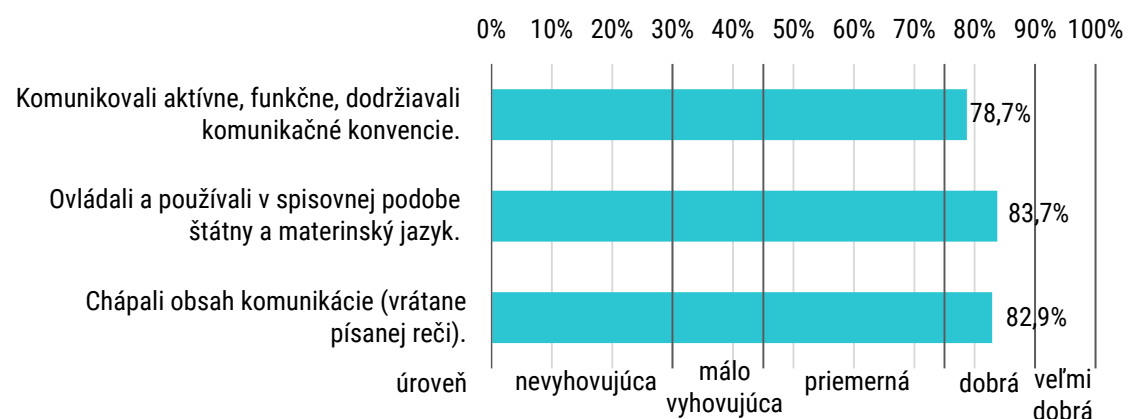 0% 10% 20% 30% 40% 50% 60% 70% 80% 90% 100%
Komunikovali aktívne, funkčne, dodržiavali
komunikačné konvencie.
78,7%
Ovládali a používali v spisovnej podobe
štátny a materinský jazyk.
83,7%
Chápali obsah komunikácie (vrátane
písanej reči).
82,9%
úroveň
nevyhovujúca
málo
vyhovujúca
priemerná
dobrá
veľmi
dobrá